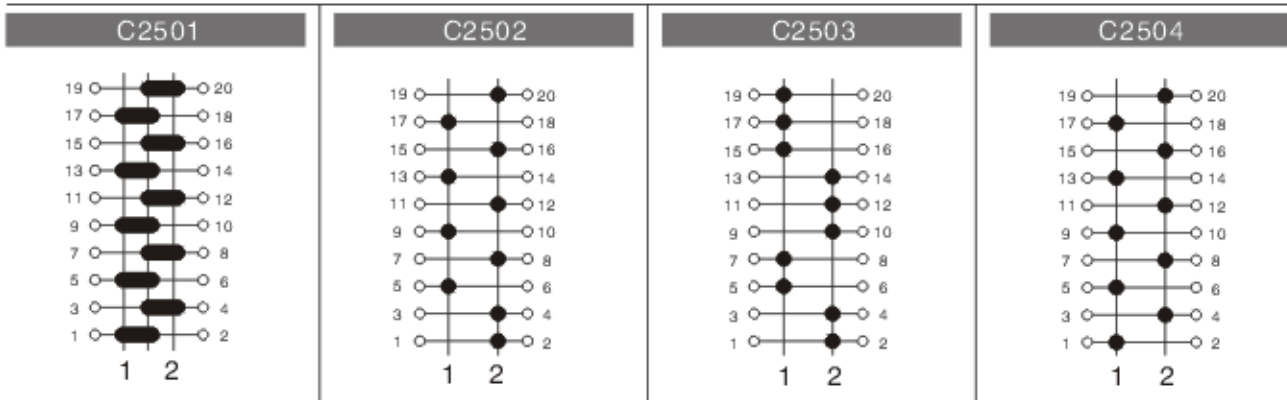 C2501 C2502 C2503 C2504
19 20 19 20 19 20 19 20
17 18 17 18 17 18 17 18
15 16 15 16 15 16 15 16
13 14 13 14 13 14 13 14
11 12 11 12 11 12 11 12
9 10 9 10 9 10 9 10
7 8 7 8 7 8 7 8
5 6 5 6 5 6 5 6
3 4 3 4 3 4 3 4
1 2 1 2 1 2 1 2
1 2 1 2 1 2 1 2